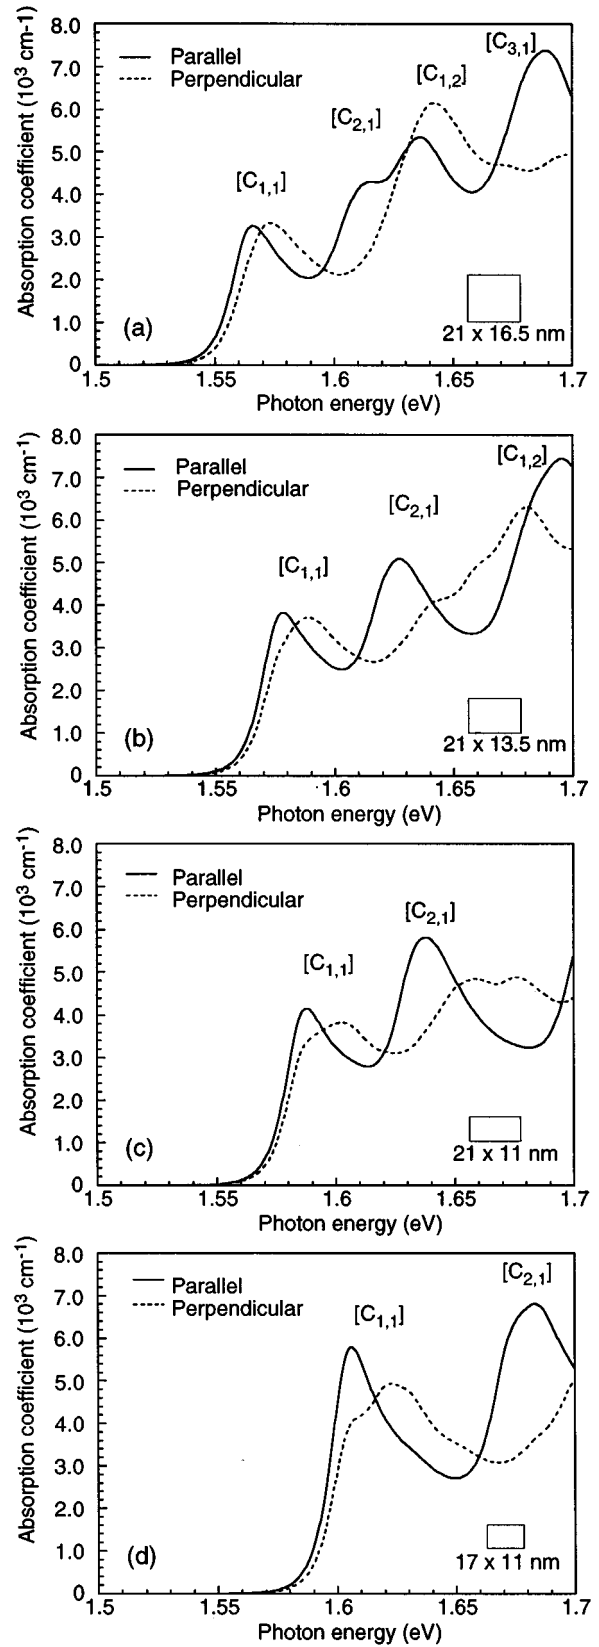 Absorption coefficient (10³ cm-1)
8.0
7.0
6.0
5.0
4.0
3.0
2.0
1.0
0
Parallel
Perpendicular
[C1,1]
[C2,1]
[C1,2]
[C3,1]
(a)
21 x 16.5 nm
1.5 1.55 1.6 1.65 1.7
Photon energy (eV)
Absorption coefficient (10³ cm⁻¹)
8.0
7.0
6.0
5.0
4.0
3.0
2.0
1.0
0
Parallel
Perpendicular
[C1,1]
[C2,1]
[C1,2]
(b)
21 x 13.5 nm
1.5 1.55 1.6 1.65 1.7
Photon energy (eV)
Absorption coefficient (10³ cm⁻¹)
8.0
7.0
6.0
5.0
4.0
3.0
2.0
1.0
0
Parallel
Perpendicular
[C1,1]
[C2,1]
(c)
21 x 11 nm
1.5 1.55 1.6 1.65 1.7
Photon energy (eV)
Absorption coefficient (10³ cm⁻¹)
8.0
7.0
6.0
5.0
4.0
3.0
2.0
1.0
0
Parallel
Perpendicular
[C1,1]
[C2,1]
(d)
17 x 11 nm
1.5 1.55 1.6 1.65 1.7
Photon energy (eV)